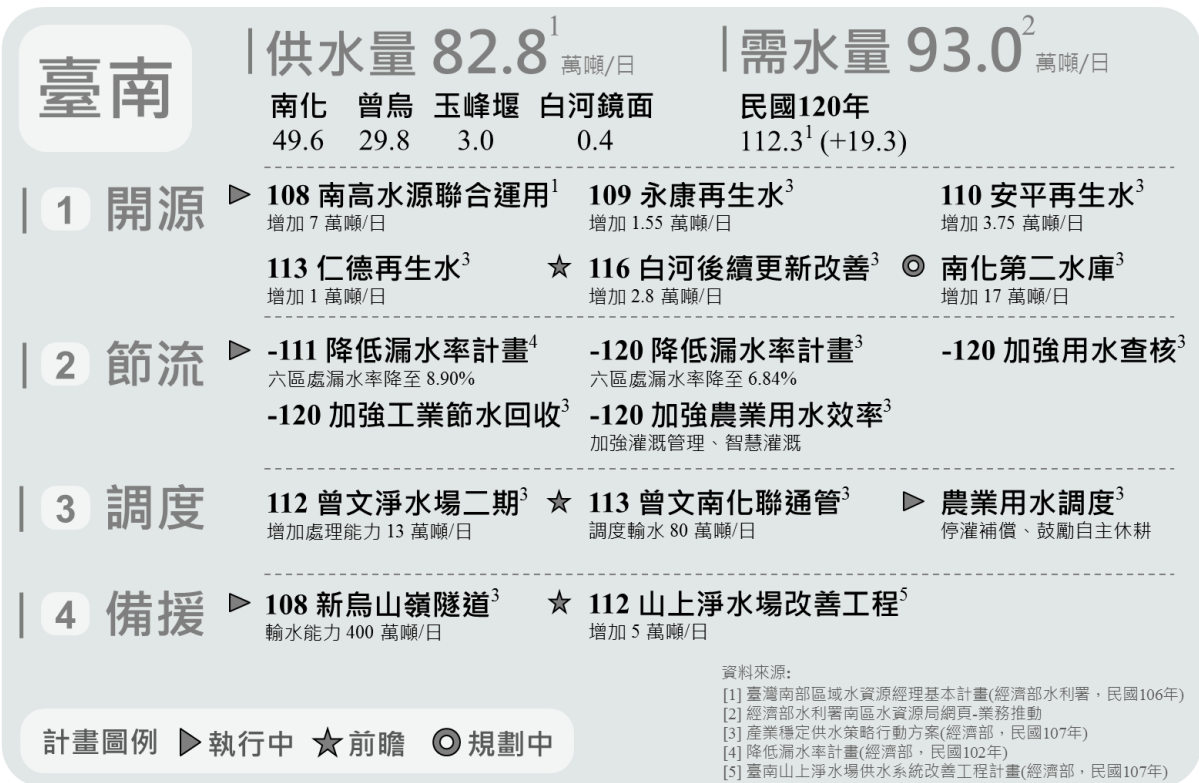 臺南
供水量 82.8¹ 萬噸/日
需水量 93.0² 萬噸/日
南化 曾烏 玉峰堰 白河鏡面
49.6 29.8 3.0 0.4
民國120年
112.3¹ (+19.3)
1 開源
108 南高水源聯合運用¹ 109 永康再生水³ 110 安平再生水³
增加 7 萬噸/日 增加 1.55 萬噸/日 增加 3.75 萬噸/日
113 仁德再生水³ ☆ 116 白河後續更新改善³ ◎ 南化第二水庫³
增加 1 萬噸/日 增加 2.8 萬噸/日 增加 17 萬噸/日
2 節流
-111 降低漏水率計畫⁴ -120 降低漏水率計畫³ -120 加強用水查核³
六區處漏水率降至 8.90% 六區處漏水率降至 6.84%
-120 加強工業節水回收³ -120 加強農業用水效率³
加強灌溉管理、智慧灌溉
3 調度
112 曾文淨水場二期³ ☆ 113 曾文南化聯通管³ ▶ 農業用水調度³
增加處理能力 13 萬噸/日 調度輸水 80 萬噸/日 停灌補償、鼓勵自主休耕
4 備援
108 新烏山嶺隧道³ ☆ 112 山上淨水場改善工程⁵
輸水能力 400 萬噸/日 增加 5 萬噸/日
資料來源:
[1] 臺灣南部區域水資源經理基本計畫(經濟部水利署，民國106年)
[2] 經濟部水利署南區水資源局網頁-業務推動
[3] 產業穩定供水策略行動方案(經濟部，民國107年)
[4] 降低漏水率計畫(經濟部，民國102年)
[5] 臺南山上淨水場供水系統改善工程計畫(經濟部，民國107年)
計畫圖例 ▶執行中 ☆前瞻 ◎規劃中